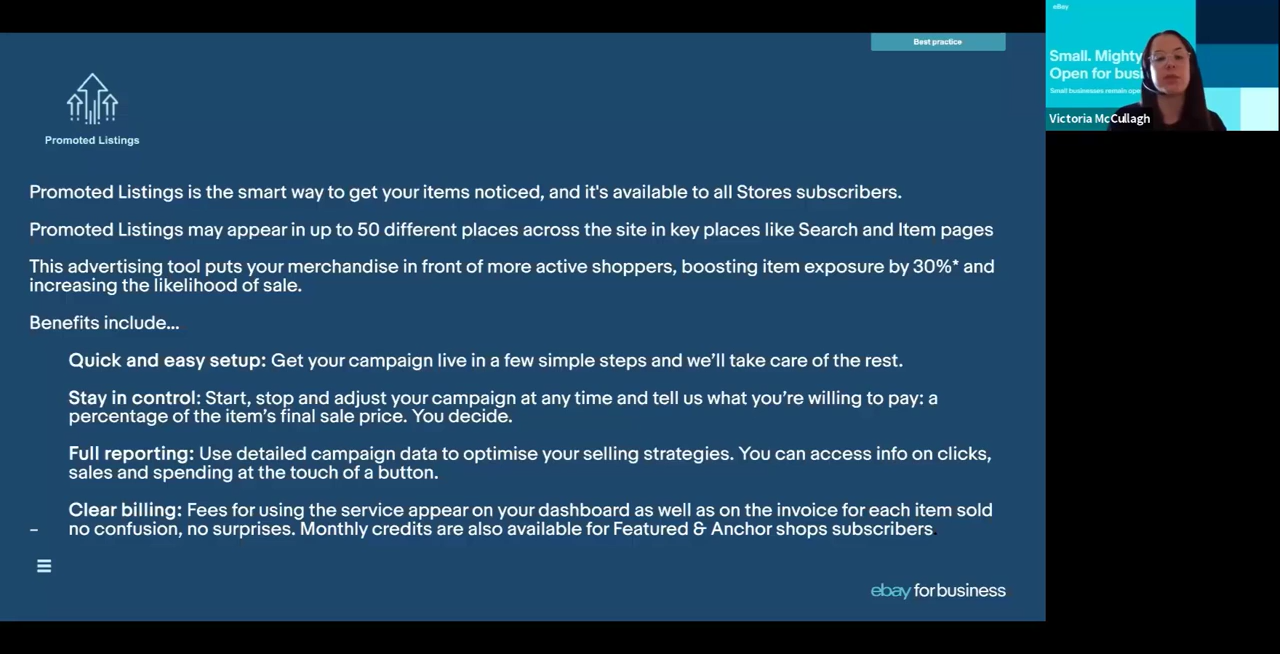 Best practice
Promoted Listings
Promoted Listings is the smart way to get your items noticed, and it's available to all Stores subscribers.
Promoted Listings may appear in up to 50 different places across the site in key places like Search and Item pages
This advertising tool puts your merchandise in front of more active shoppers, boosting item exposure by 30%* and
increasing the likelihood of sale.
Benefits include...
Quick and easy setup: Get your campaign live in a few simple steps and we'll take care of the rest.
Stay in control: Start, stop and adjust your campaign at any time and tell us what you're willing to pay: a
percentage of the item's final sale price. You decide.
Full reporting: Use detailed campaign data to optimise your selling strategies. You can access info on clicks,
sales and spending at the touch of a button.
Clear billing: Fees for using the service appear on your dashboard as well as on the invoice for each item sold
– no confusion, no surprises. Monthly credits are also available for Featured & Anchor shops subscribers.
ebay for business
ebay
Small. Mighty
Open for busi
Small businesses remain ope
Victoria McCullagh